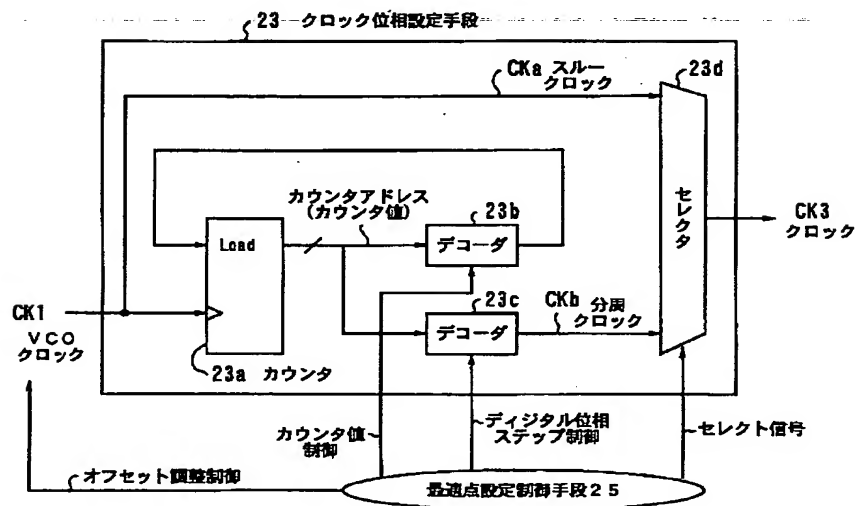 23 クロック位相設定手段
CKa スルー
クロック
23d
カウンタアドレス
(カウンタ値)
23b
Load
デコーダ
セレクタ
CK3
クロック
23c
CKb 分周
クロック
デコーダ
CK1
VCO
クロック
23a カウンタ
カウンタ値
制御
ディジタル位相
ステップ制御
セレクト信号
オフセット調整制御
最適点設定制御手段25